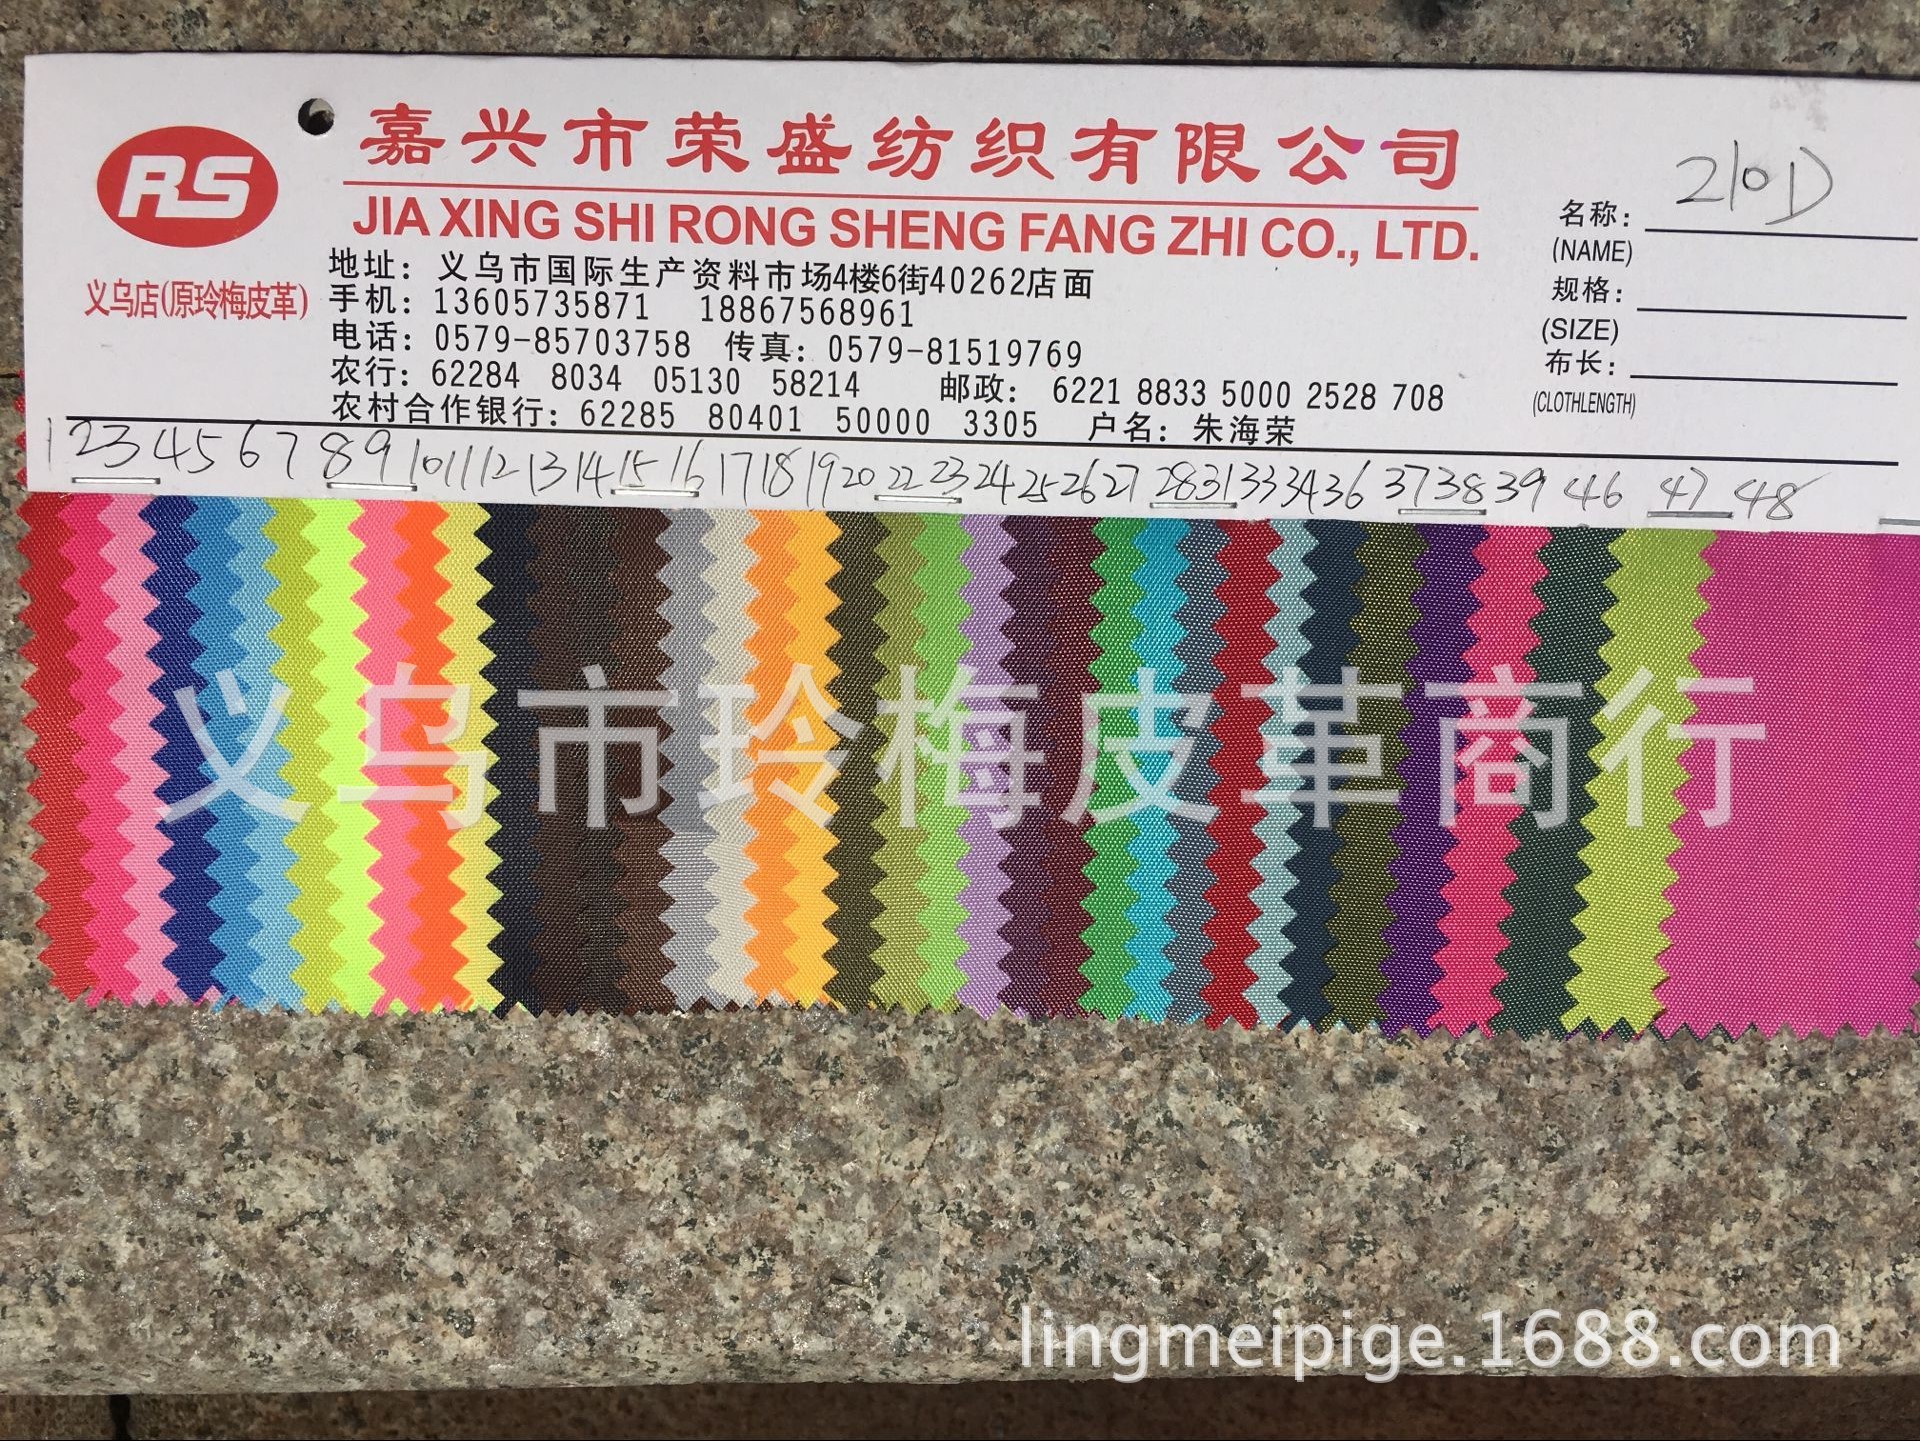 RS
义乌店(原玲梅皮革)
嘉兴市荣盛纺织有限公司
JIA XING SHI RONG SHENG FANG ZHI CO., LTD.
地址：义乌市国际生产资料市场4楼6街40262店面
手机：13605735871 18867568961
电话：0579-85703758 传真：0579-81519769
农行：62284 8034 05130 58214 邮政：6221 8833 5000 2528 708
农村合作银行：62285 80401 50000 3305 户名：朱海荣
名称：210D
(NAME)
规格：
(SIZE)
布长：
(CLOTHLENGTH)
1 2 3 4 5 6 7 8 9 10 11 12 13 14 15 16 17 18 19 20 22 23 24 25 26 27 28 31 33 34 36 37 38 39 46 47 48
义乌市玲梅皮革商行
lingmeipige.1688.com